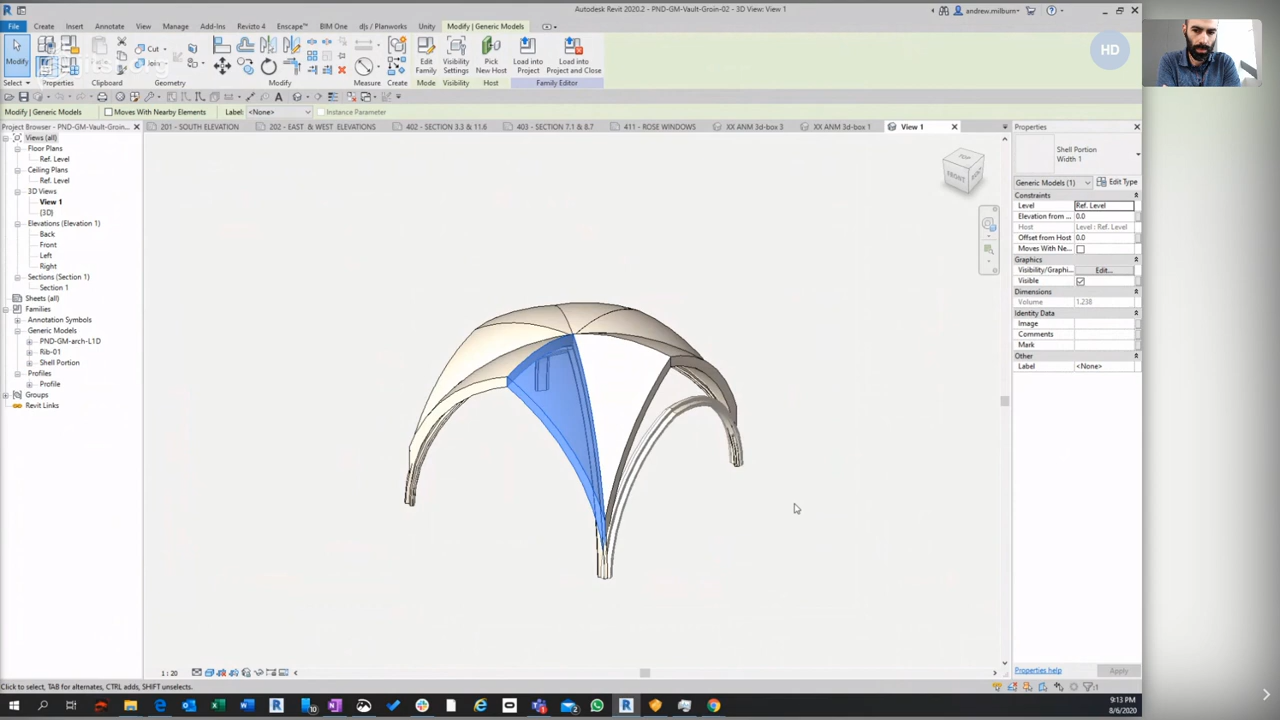 Autodesk Revit 2020.2 - PND-GM-Vault-Groin-02 - 3D View: View 1
andrew.milburn...
File Create Insert Annotate View Manage Add-Ins Revizto 4 Enscape™ BIM One Unity Modify | Generic Models
Modify
Cut
Join
Edit Family
Visibility Settings
Pick New Host
Load into Project
Load into Project and Close
Select Properties Clipboard Geometry Modify Measure Create Mode Visibility Host Family Editor
HD
Modify | Generic Models
Moves With Nearby Elements
Label: <None>
Instance Parameter
Project Browser - PND-GM-Vault-Groin...
201 - SOUTH ELEVATION
202 - EAST & WEST ELEVATIONS
402 - SECTION 3.3 & 11.6
403 - SECTION 7.1 & 8.7
411 - ROSE WINDOWS
XX ANM 3d-box 3
XX ANM 3d-box 1
View 1
Views (all)
Floor Plans
Ref. Level
Ceiling Plans
Ref. Level
3D Views
View 1
{3D}
Elevations (Elevation 1)
Back
Front
Left
Right
Sections (Section 1)
Section 1
Sheets (all)
Families
Annotation Symbols
Generic Models
PND-GM-arch-L1D
Rib-01
Shell Portion
Profiles
Profile
Groups
Revit Links
TOP
FRONT
Properties
Shell Portion
Width 1
Generic Models (1)
Edit Type
Constraints
Level Ref. Level
Elevation from ... 0.0
Host Level : Ref. Level
Offset from Host 0.0
Moves With Ne...
Graphics
Visibility/Graphi... Edit...
Visible
Dimensions
Volume 1.238
Identity Data
Image
Comments
Mark
Other
Label <None>
Properties help
Apply
1 : 20
Click to select, TAB for alternates, CTRL adds, SHIFT unselects.
:1
9:13 PM
8/6/2020